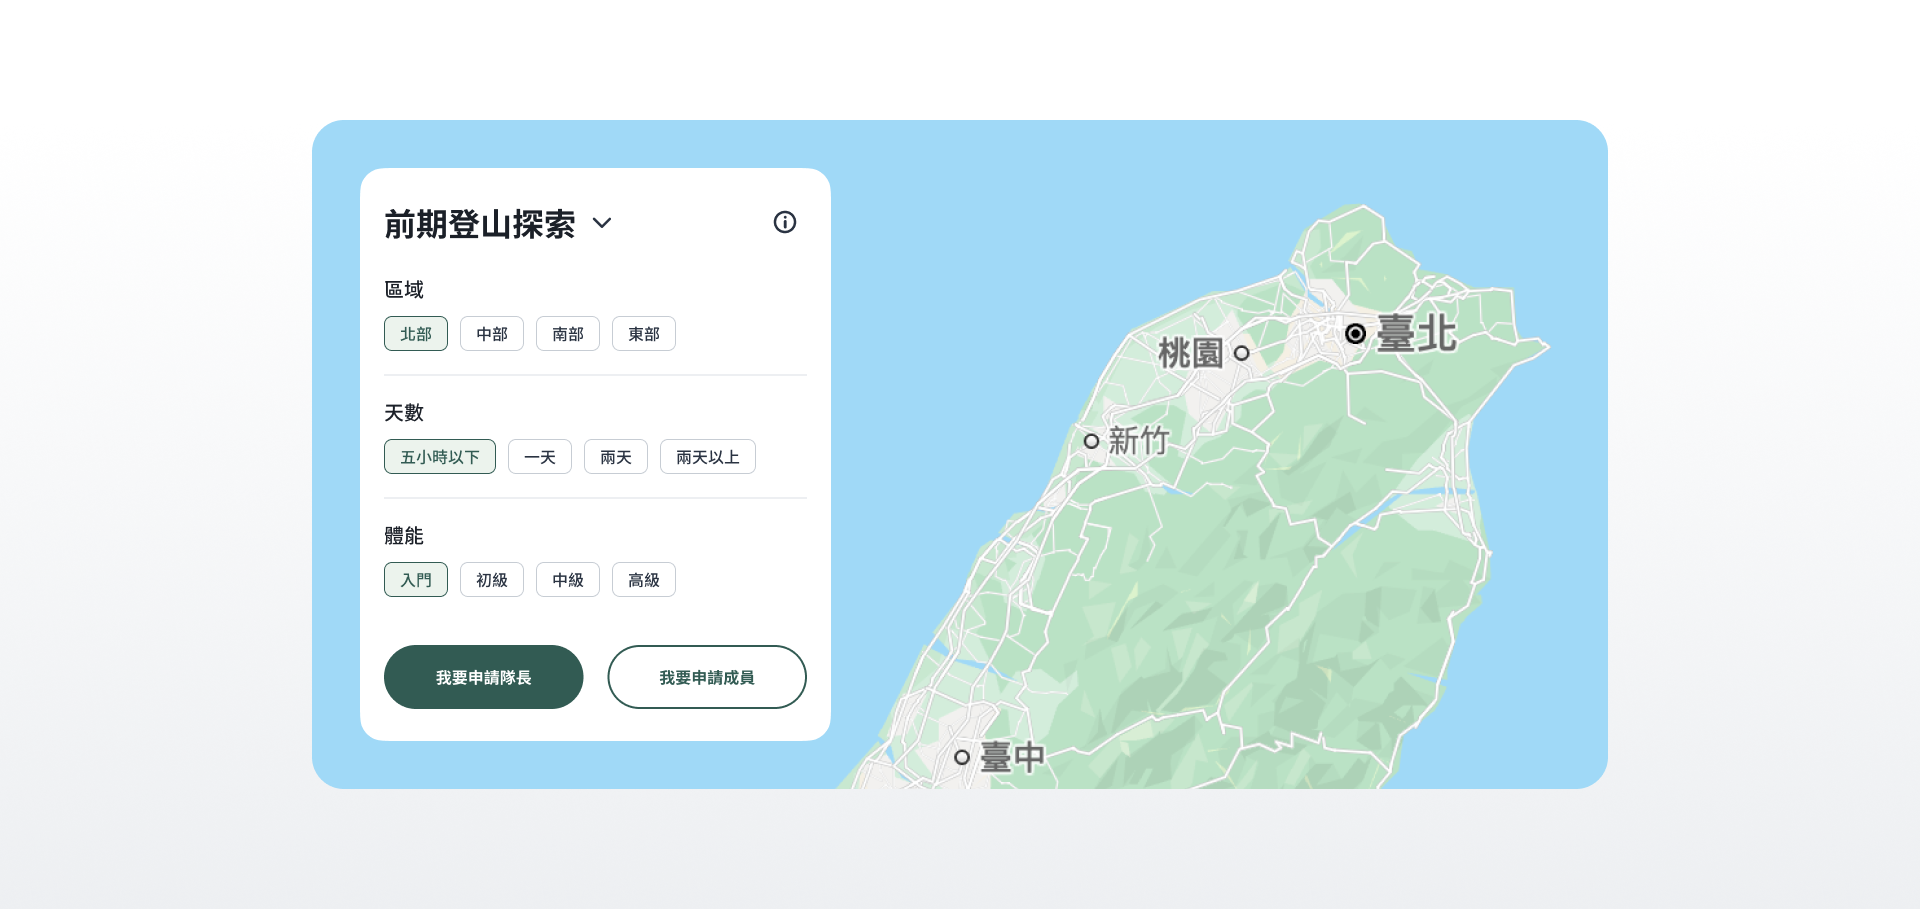 前期登山探索
區域
北部 中部 南部 東部
天數
五小時以下 一天 兩天 兩天以上
體能
入門 初級 中級 高級
我要申請隊長 我要申請成員
臺北
桃園
新竹
臺中